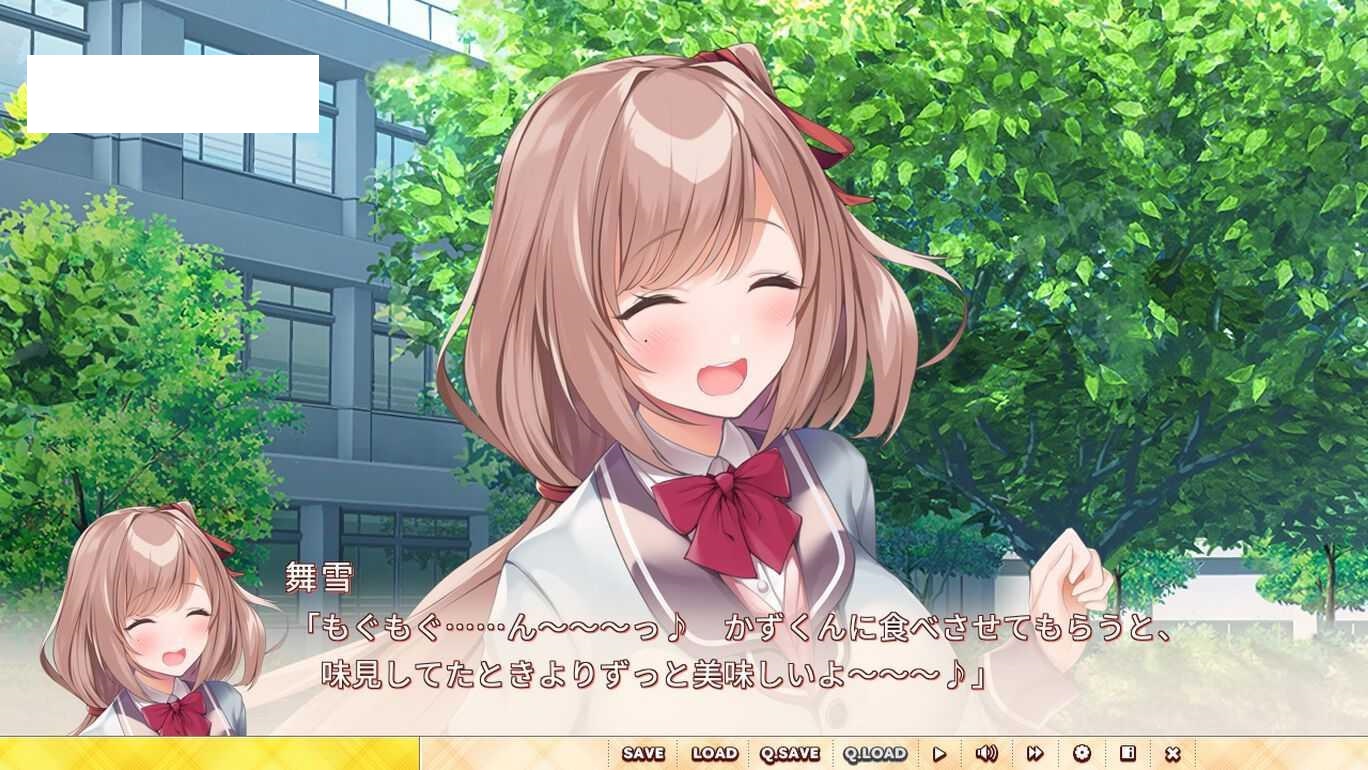 舞雪
「もぐもぐ……ん～～～っ♪　かずくんに食べさせてもらうと、
味見してたときよりずっと美味しいよ～～～♪」
SAVE LOAD Q.SAVE Q.LOAD